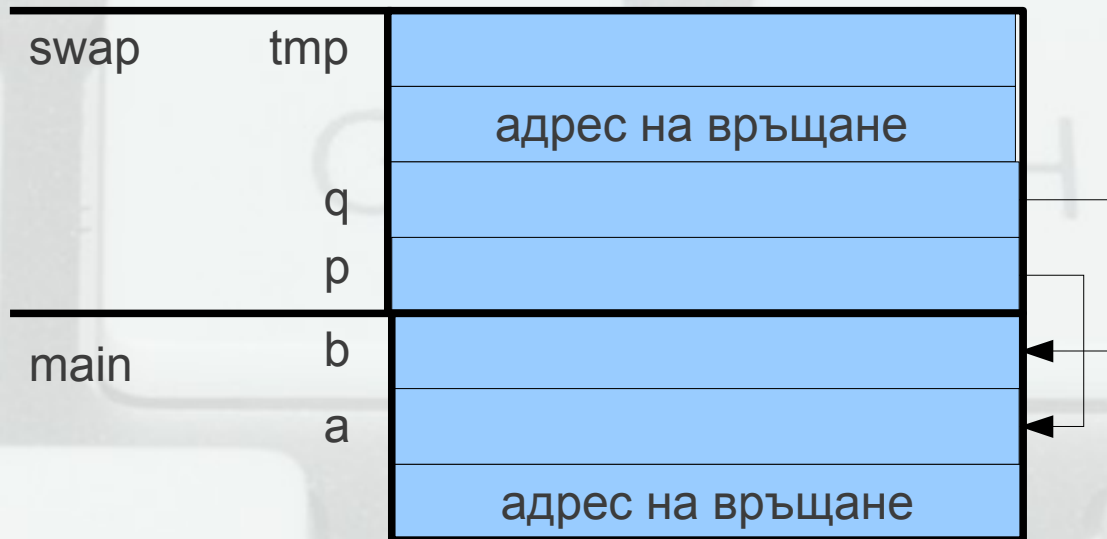 swap tmp
адрес на връщане
q
p
main b
a
адрес на връщане